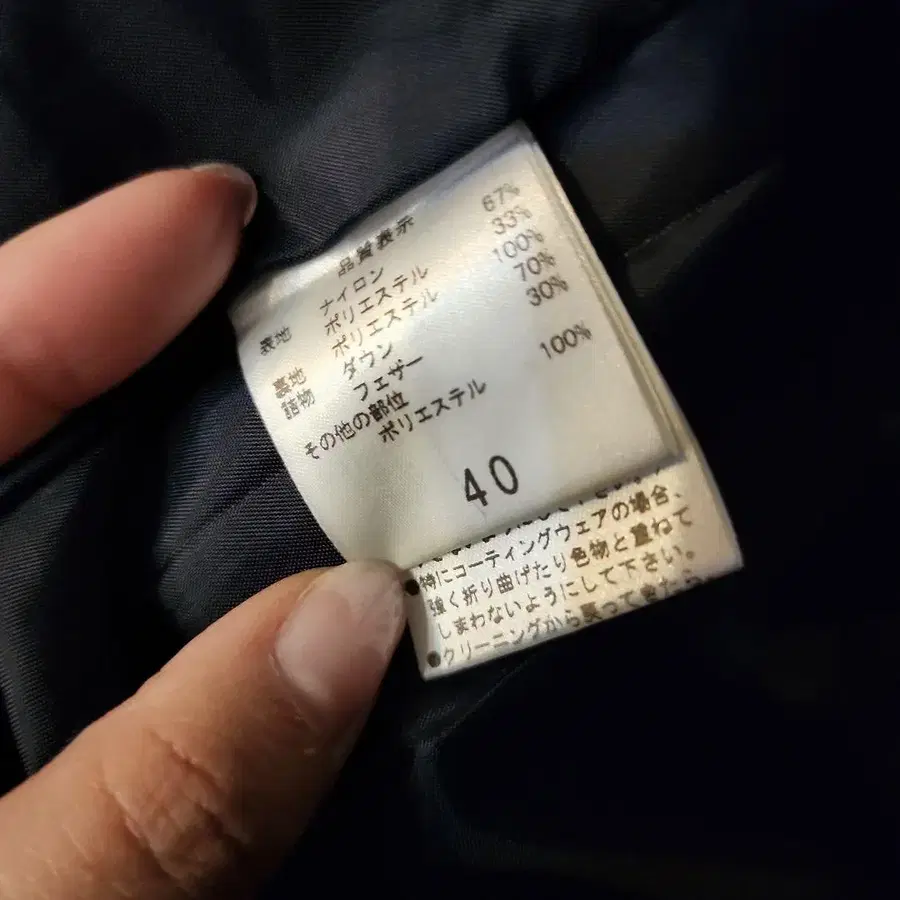 品質表示
表地 ナイロン 67%
ポリエステル 33%
裏地 ポリエステル 100%
詰物 ダウン 70%
フェザー 30%
その他の部位
ポリエステル 100%
40
特にコーティングウェアの場合、
強く折り曲げたり色物と重ねて
しまわないようにして下さい。
●クリーニングから戻ってきたら